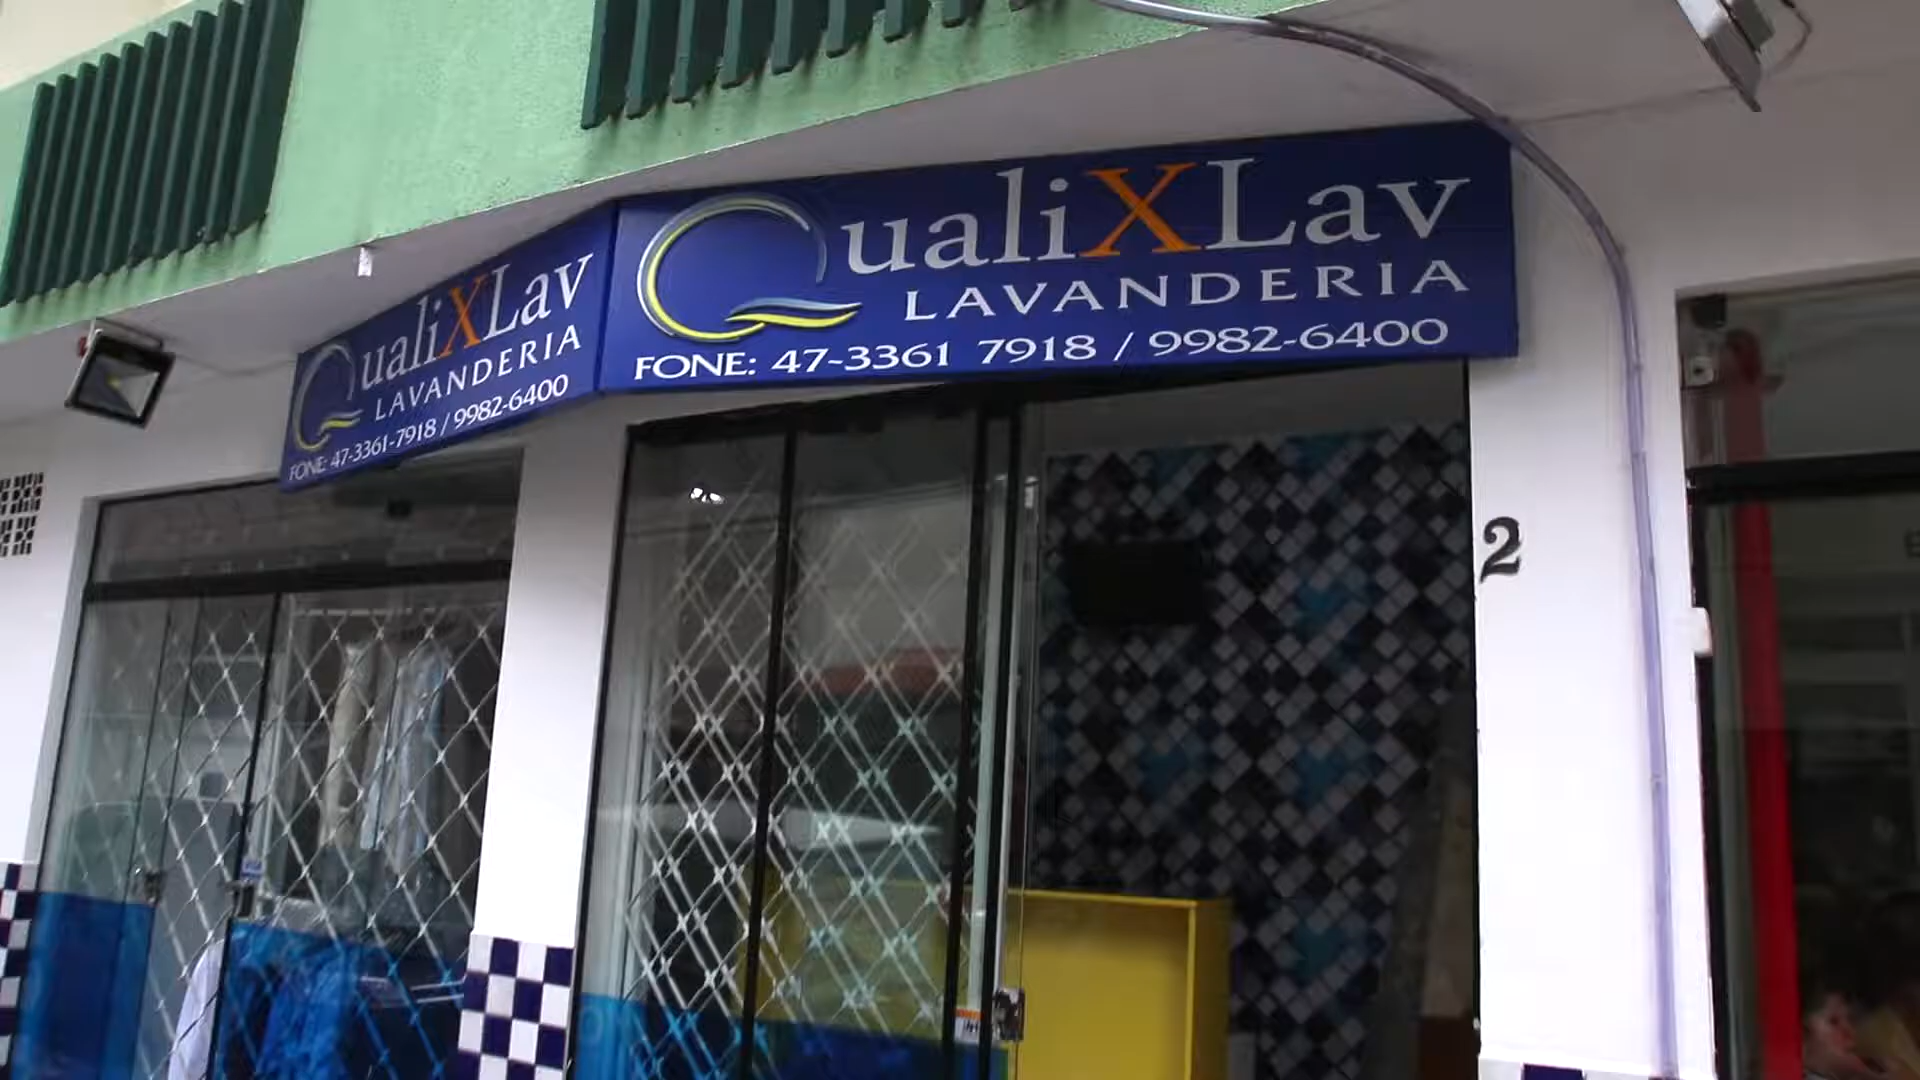 QualiXLav
LAVANDERIA
FONE: 47-3361-7918 / 9982-6400
QualiXLav
LAVANDERIA
FONE: 47-3361 7918 / 9982-6400
2